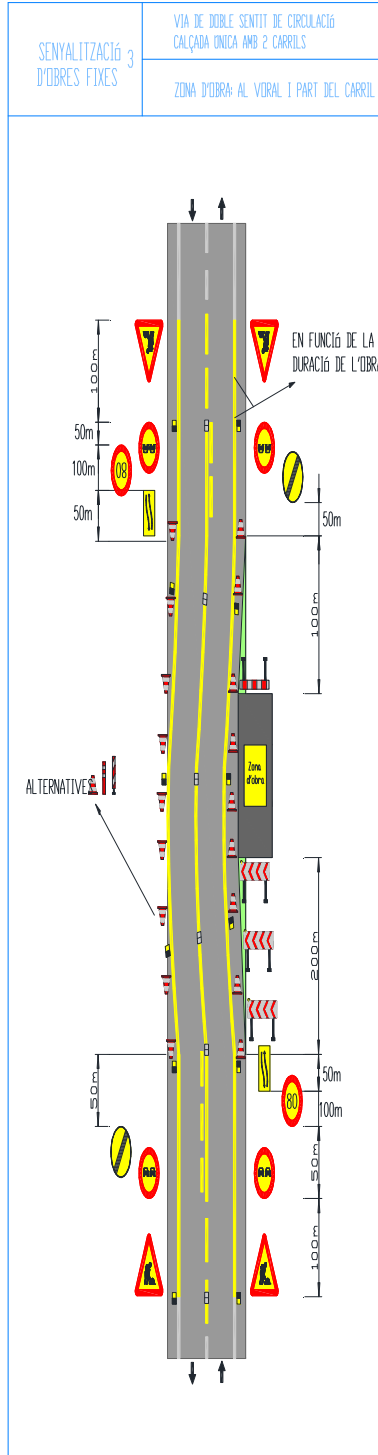 SENYALITZACIÓ 3
D'OBRES FIXES
VIA DE DOBLE SENTIT DE CIRCULACIÓ
CALÇADA ÚNICA AMB 2 CARRILS
ZONA D'OBRA: AL VORAL I PART DEL CARRIL
EN FUNCIÓ DE LA
DURACIÓ DE L'OBRA
100m
50m
100m
80
50m
50m
100m
Zona
d'obra
ALTERNATIVES
200m
50m
50m
80
100m
50m
100m